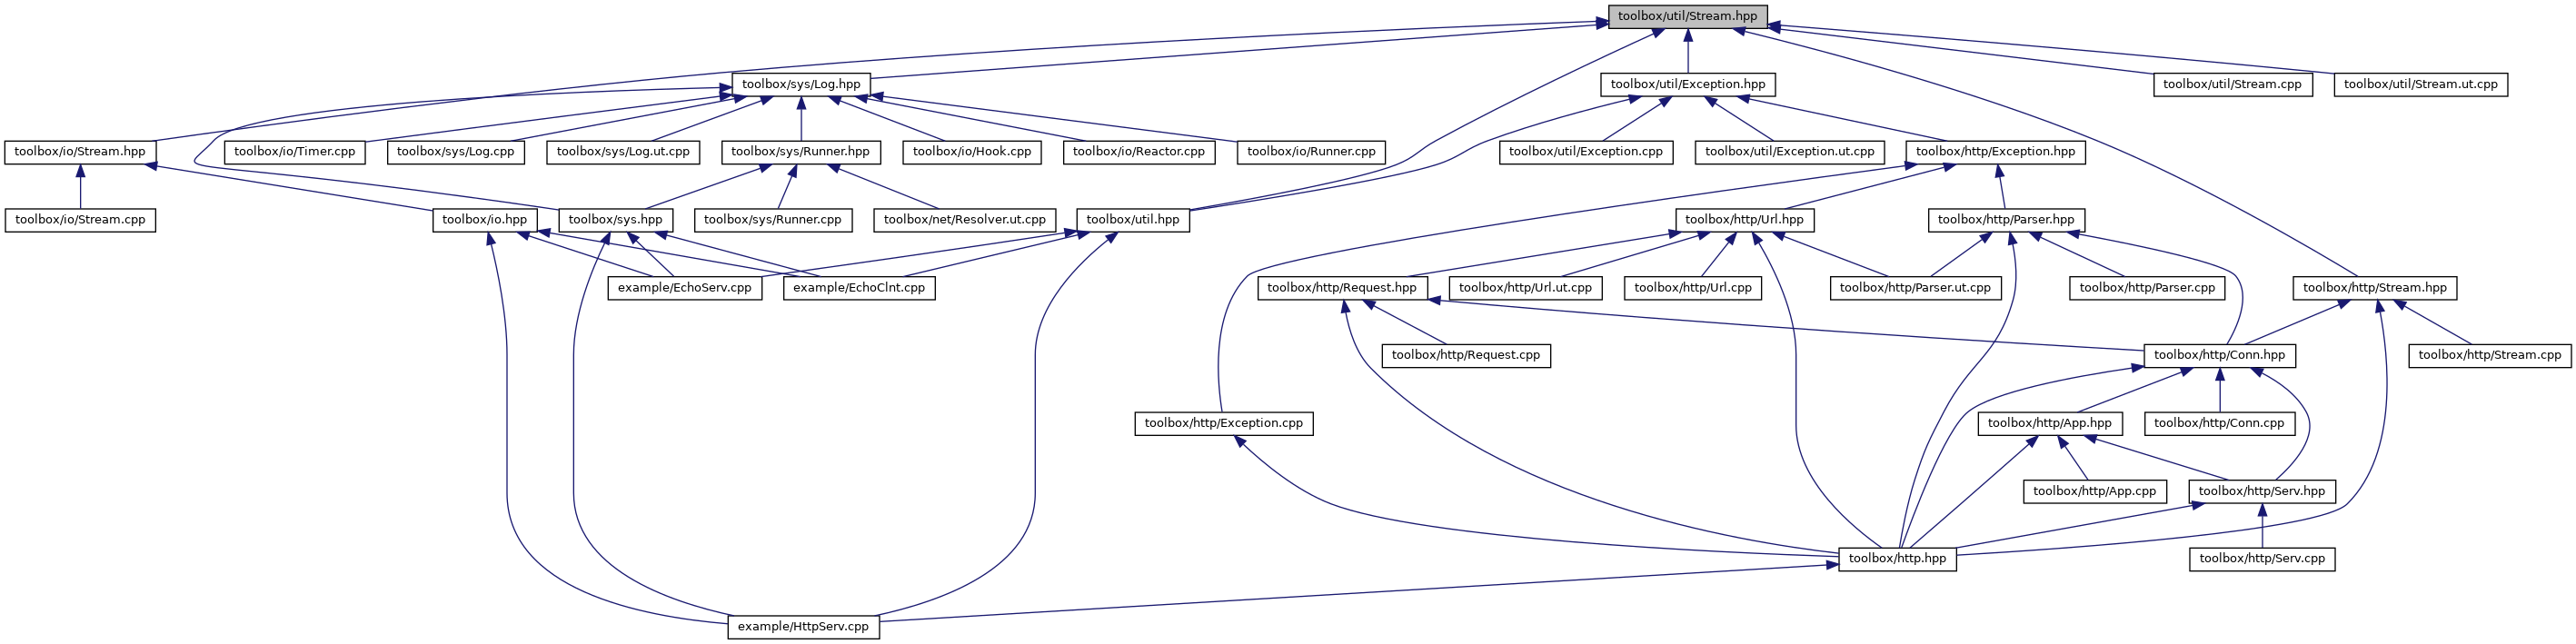 toolbox/util/Stream.hpp
toolbox/sys/Log.hpp
toolbox/util/Exception.hpp
toolbox/util/Stream.cpp
toolbox/util/Stream.ut.cpp
toolbox/io/Stream.hpp
toolbox/io/Timer.cpp
toolbox/sys/Log.cpp
toolbox/sys/Log.ut.cpp
toolbox/sys/Runner.hpp
toolbox/io/Hook.cpp
toolbox/io/Reactor.cpp
toolbox/io/Runner.cpp
toolbox/util/Exception.cpp
toolbox/util/Exception.ut.cpp
toolbox/http/Exception.hpp
toolbox/io/Stream.cpp
toolbox/io.hpp
toolbox/sys.hpp
toolbox/sys/Runner.cpp
toolbox/net/Resolver.ut.cpp
toolbox/util.hpp
toolbox/http/Url.hpp
toolbox/http/Parser.hpp
example/EchoServ.cpp
example/EchoClnt.cpp
toolbox/http/Request.hpp
toolbox/http/Url.ut.cpp
toolbox/http/Url.cpp
toolbox/http/Parser.ut.cpp
toolbox/http/Parser.cpp
toolbox/http/Stream.hpp
toolbox/http/Request.cpp
toolbox/http/Conn.hpp
toolbox/http/Stream.cpp
toolbox/http/Exception.cpp
toolbox/http/App.hpp
toolbox/http/Conn.cpp
toolbox/http/App.cpp
toolbox/http/Serv.hpp
toolbox/http.hpp
toolbox/http/Serv.cpp
example/HttpServ.cpp